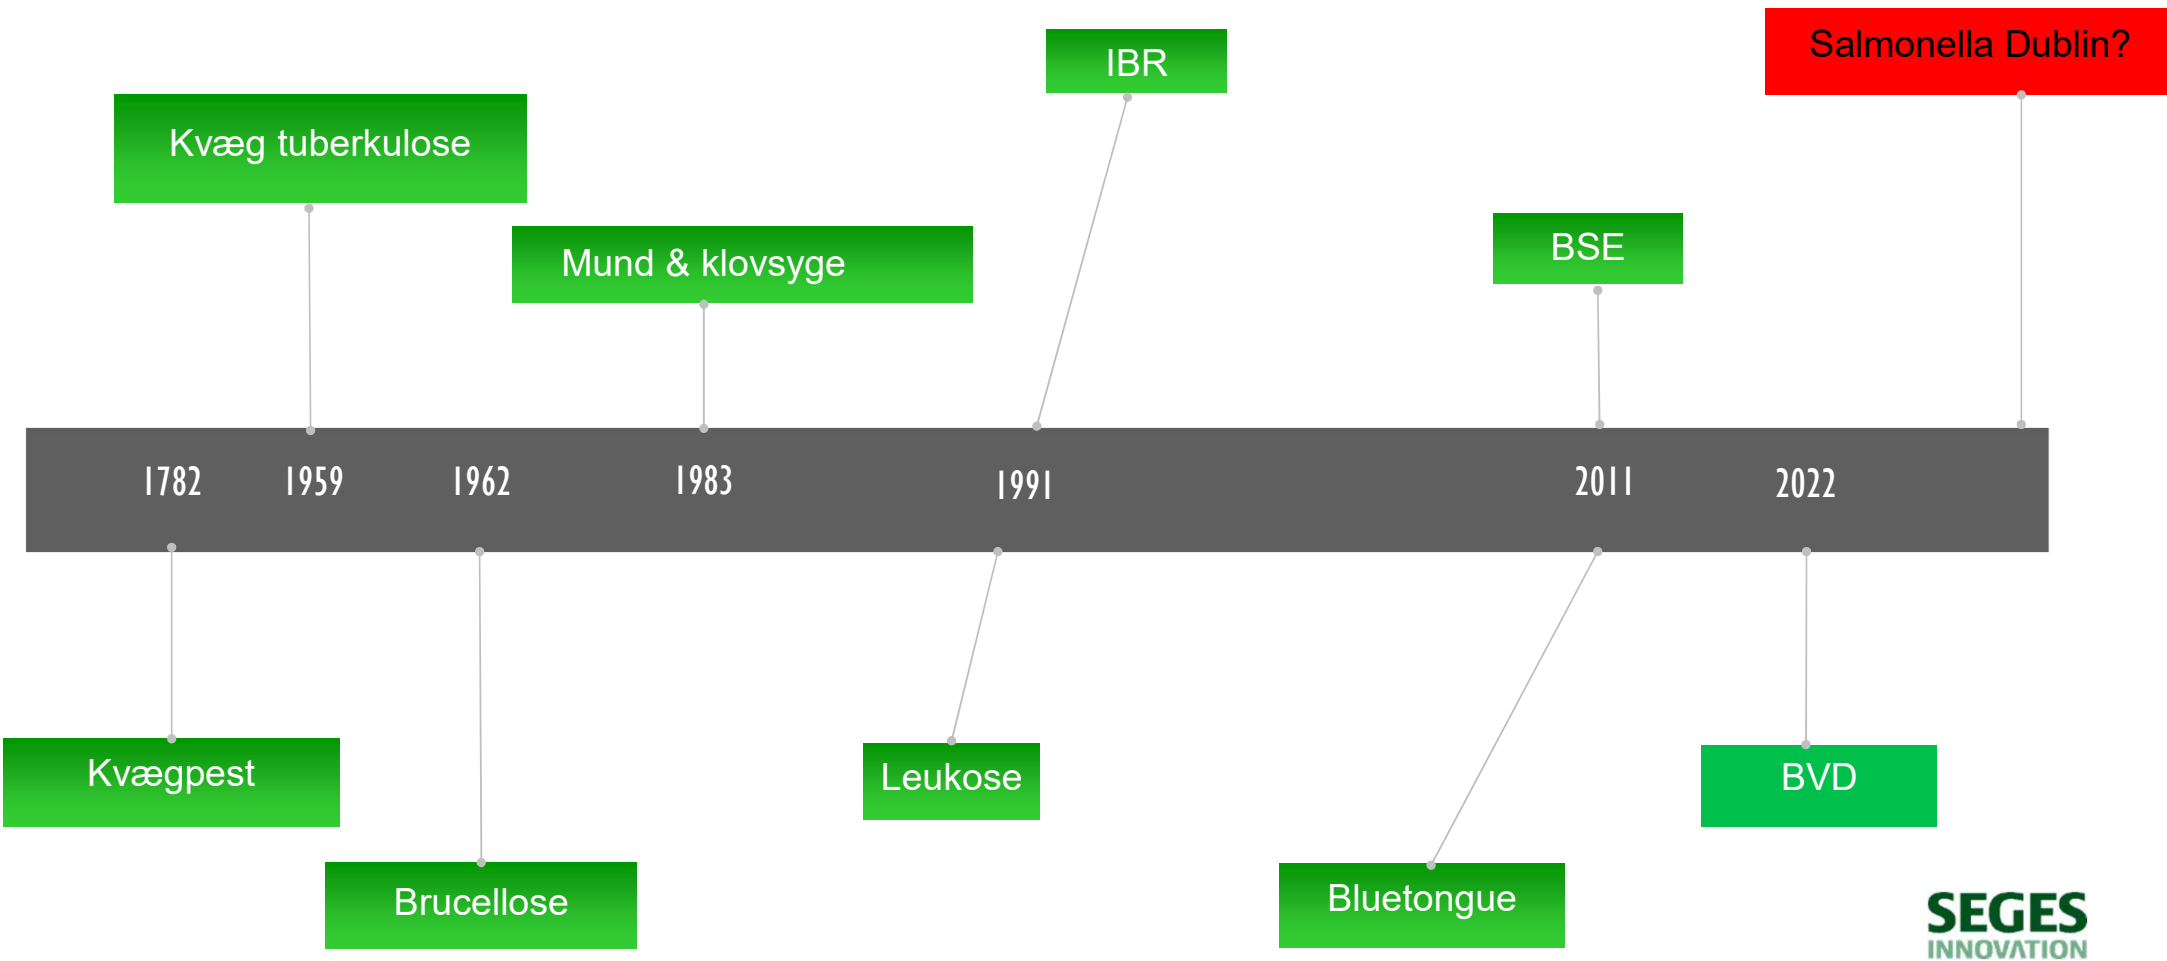 Salmonella Dublin?
IBR
Kvæg tuberkulose
Mund & klovsyge
BSE
1782
1959
1962
1983
1991
2011
2022
Kvægpest
Leukose
BVD
Brucellose
Bluetongue
SEGES
INNOVATION